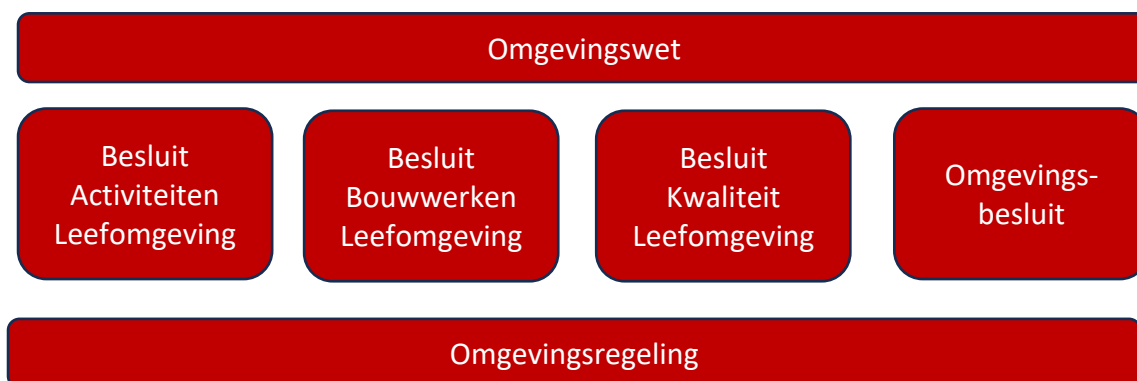 Omgevingswet
Besluit
Activiteiten
Leefomgeving
Besluit
Bouwwerken
Leefomgeving
Besluit
Kwaliteit
Leefomgeving
Omgevings-
besluit
Omgevingsregeling